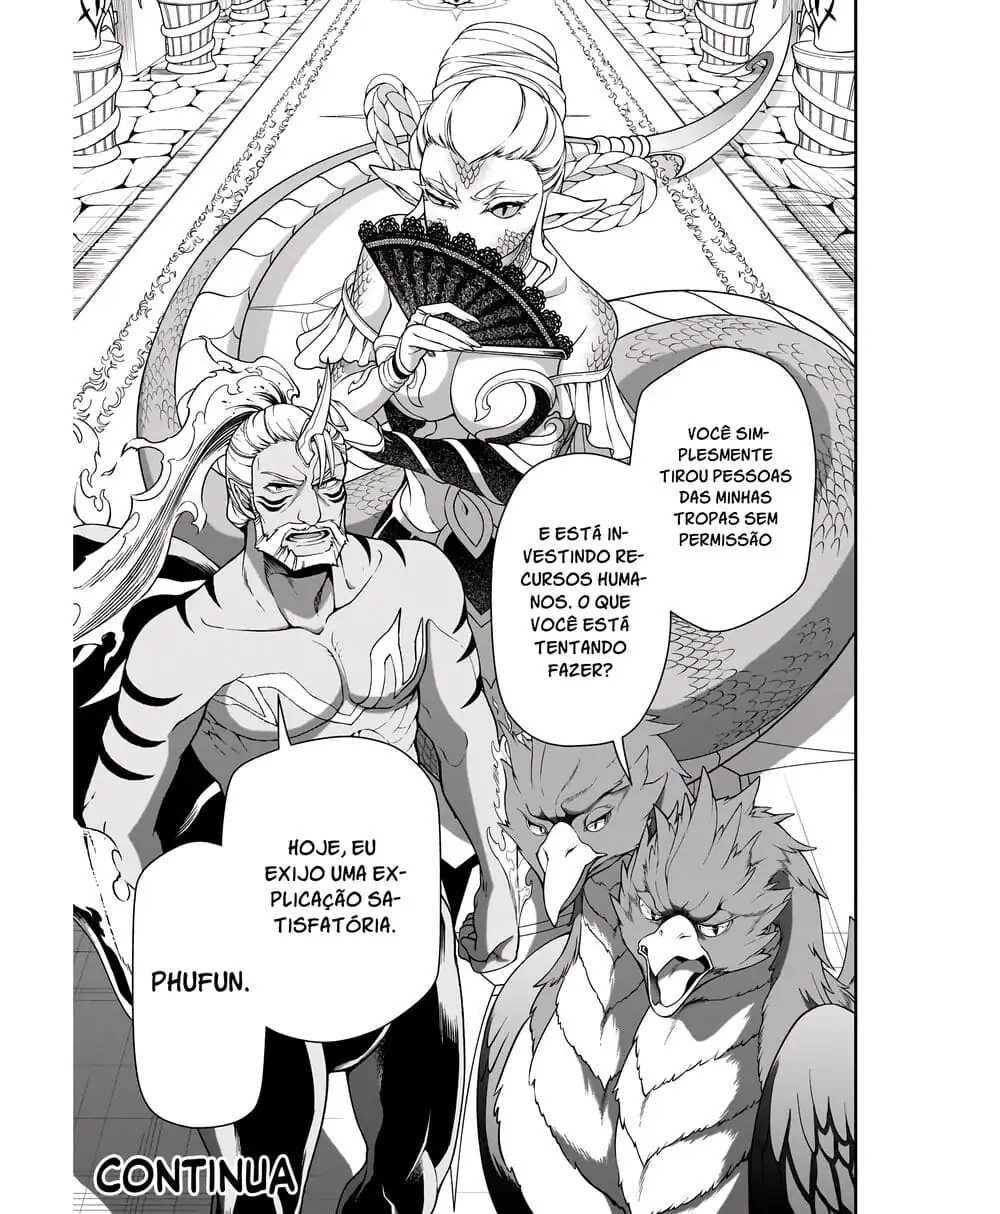 VOCÊ SIM-
PLESMENTE
TIROU PESSOAS
DAS MINHAS
TROPAS SEM
PERMISSÃO
E ESTÁ IN-
VESTINDO RE-
CURSOS HUMA-
NOS. O QUE
VOCÊ ESTÁ
TENTANDO
FAZER?
HOJE, EU
EXIJO UMA EX-
PLICAÇÃO SA-
TISFATÓRIA.
PHUFUN.
CONTINUA